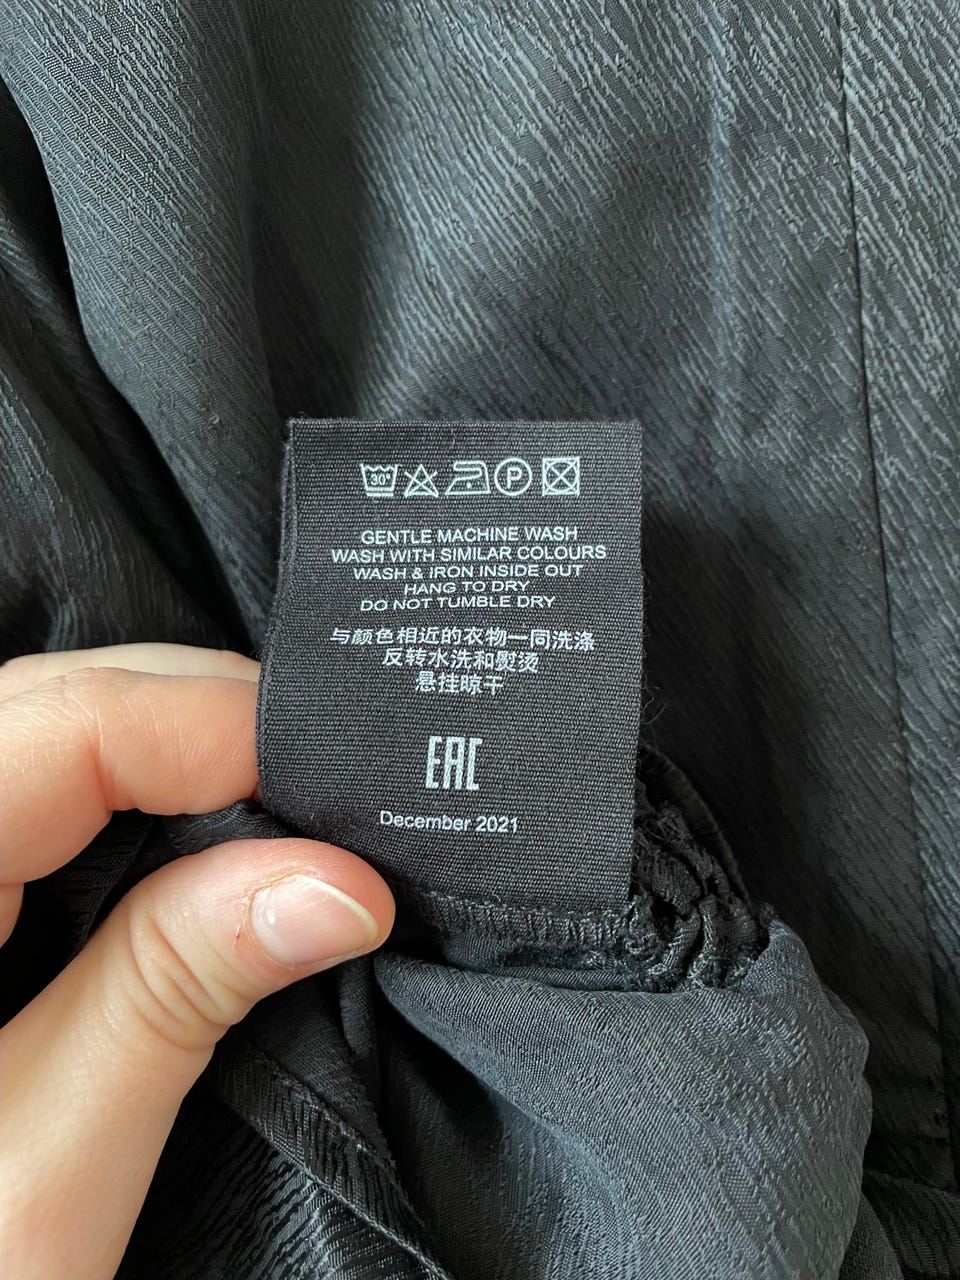 30°
P
GENTLE MACHINE WASH
WASH WITH SIMILAR COLOURS
WASH & IRON INSIDE OUT
HANG TO DRY
DO NOT TUMBLE DRY
与颜色相近的衣物一同洗涤
反转水洗和熨烫
悬挂晾干
EAC
December 2021